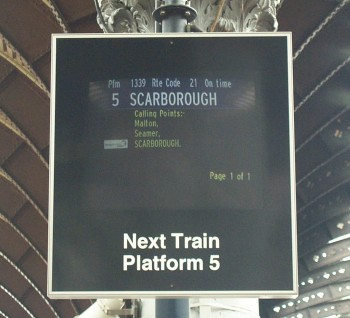 Plm 1339 Rte Code 21 On time
5 SCARBOROUGH
Calling Points:-
Malton,
Seamer,
SCARBOROUGH.
Page 1 of 1
Next Train
Platform 5